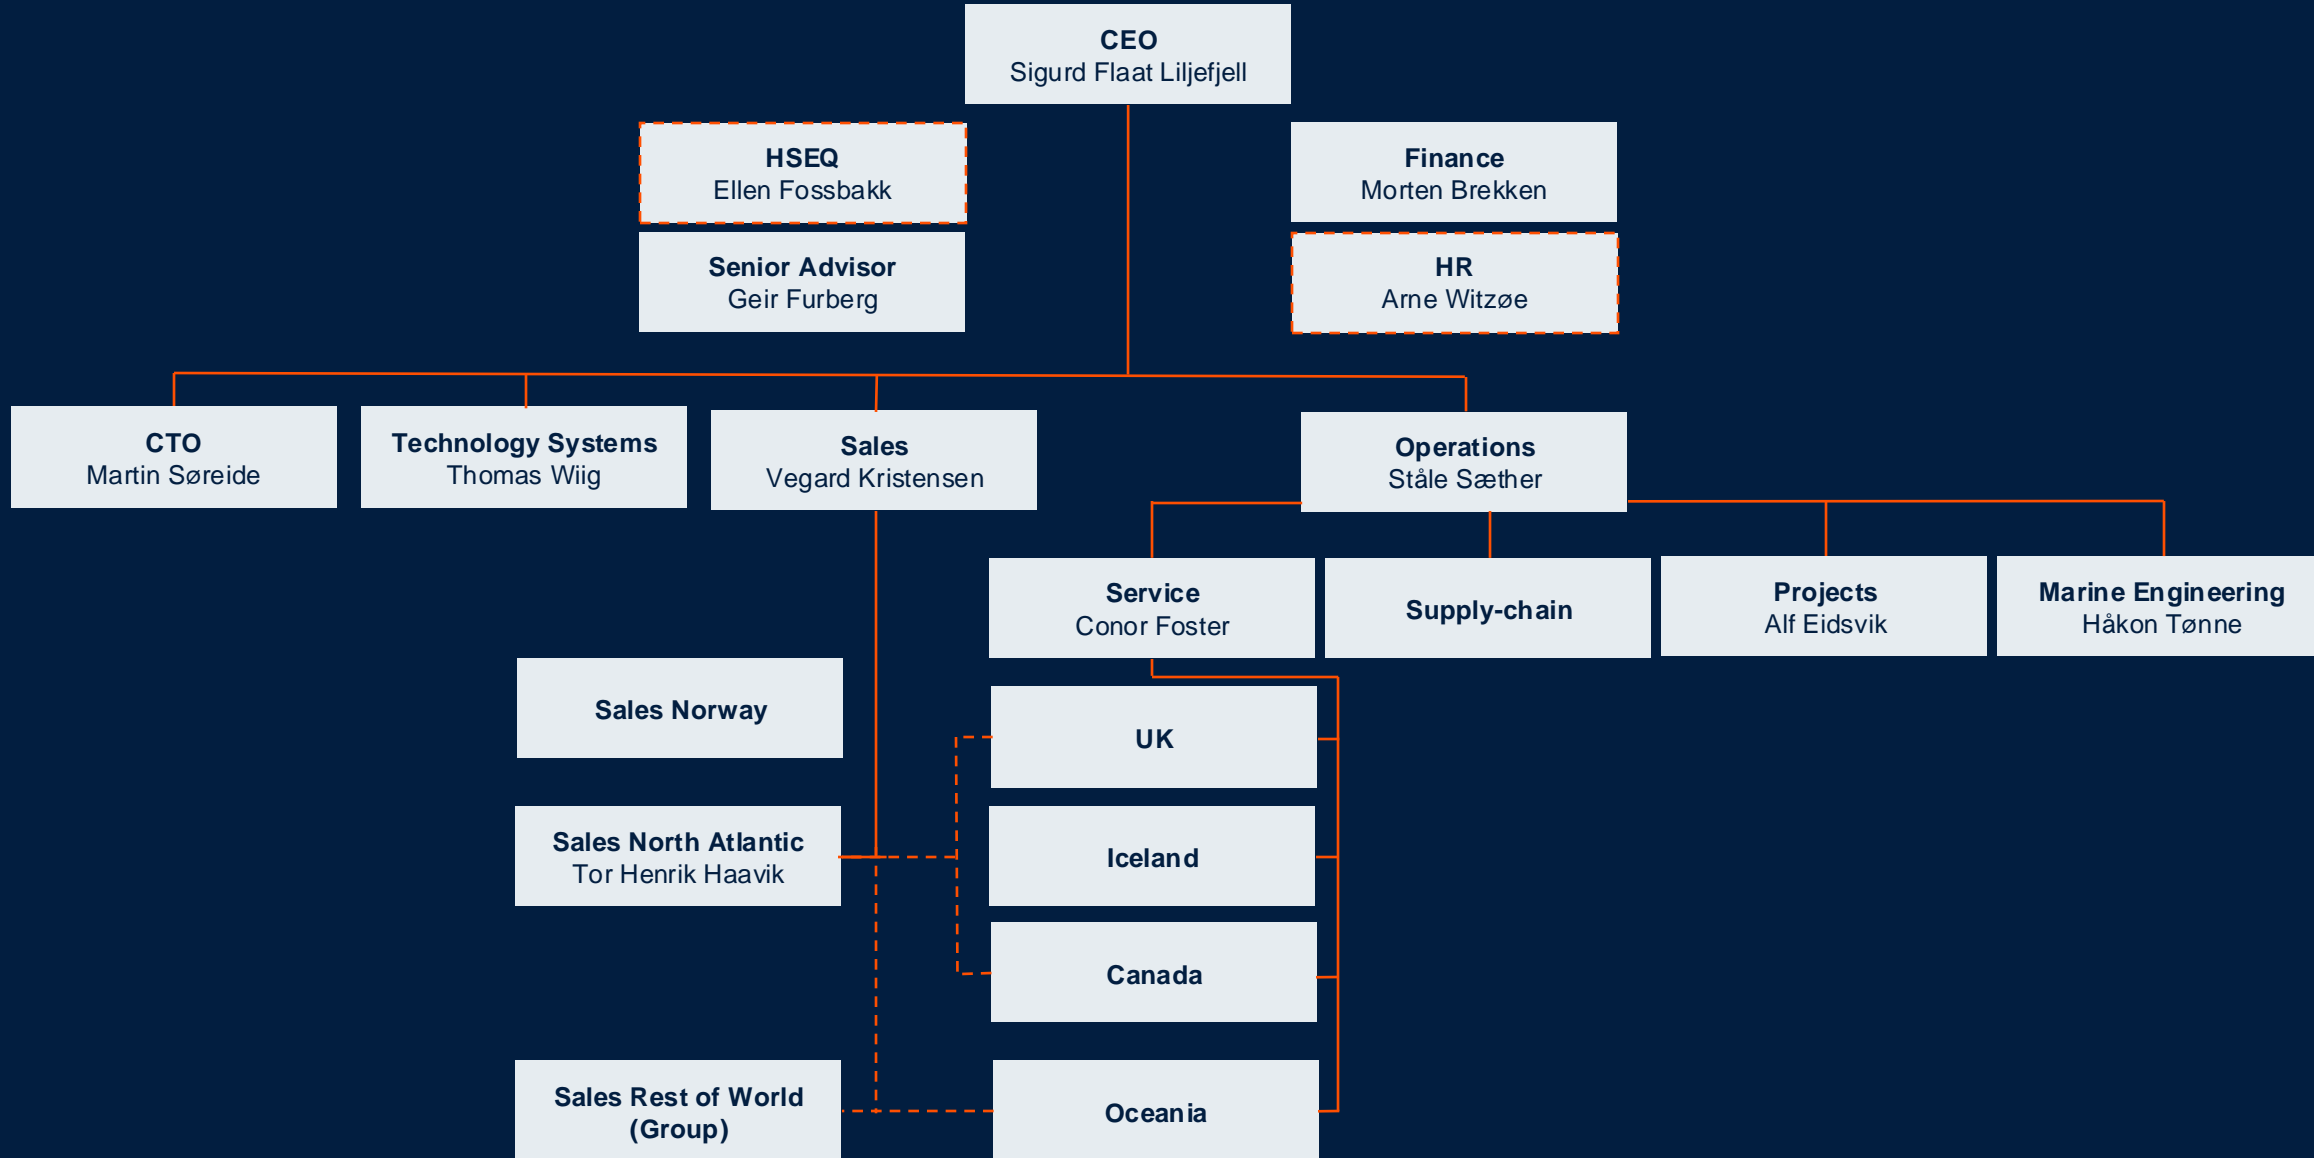 CEO
Sigurd Flaat Liljefjell
HSEQ
Ellen Fossbakk
Finance
Morten Brekken
Senior Advisor
Geir Furberg
HR
Arne Witzøe
CTO
Martin Søreide
Technology Systems
Thomas Wiig
Sales
Vegard Kristensen
Operations
Ståle Sæther
Service
Conor Foster
Supply-chain
Projects
Alf Eidsvik
Marine Engineering
Håkon Tønne
Sales Norway
UK
Sales North Atlantic
Tor Henrik Haavik
Iceland
Canada
Sales Rest of World
(Group)
Oceania